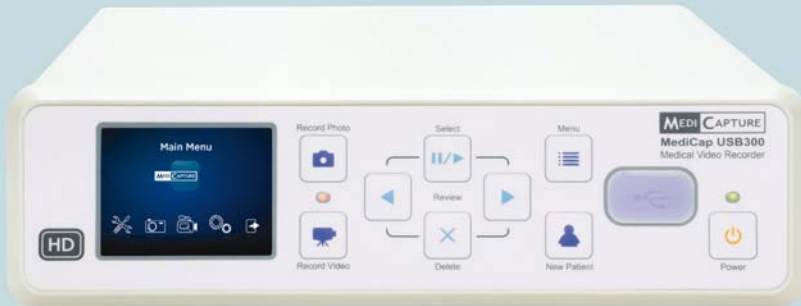 Main Menu
MEDI CAPTURE
HD
Record Photo
Record Video
Select
Review
Delete
Menu
New Patient
MEDI CAPTURE
MediCap USB300
Medical Video Recorder
Power